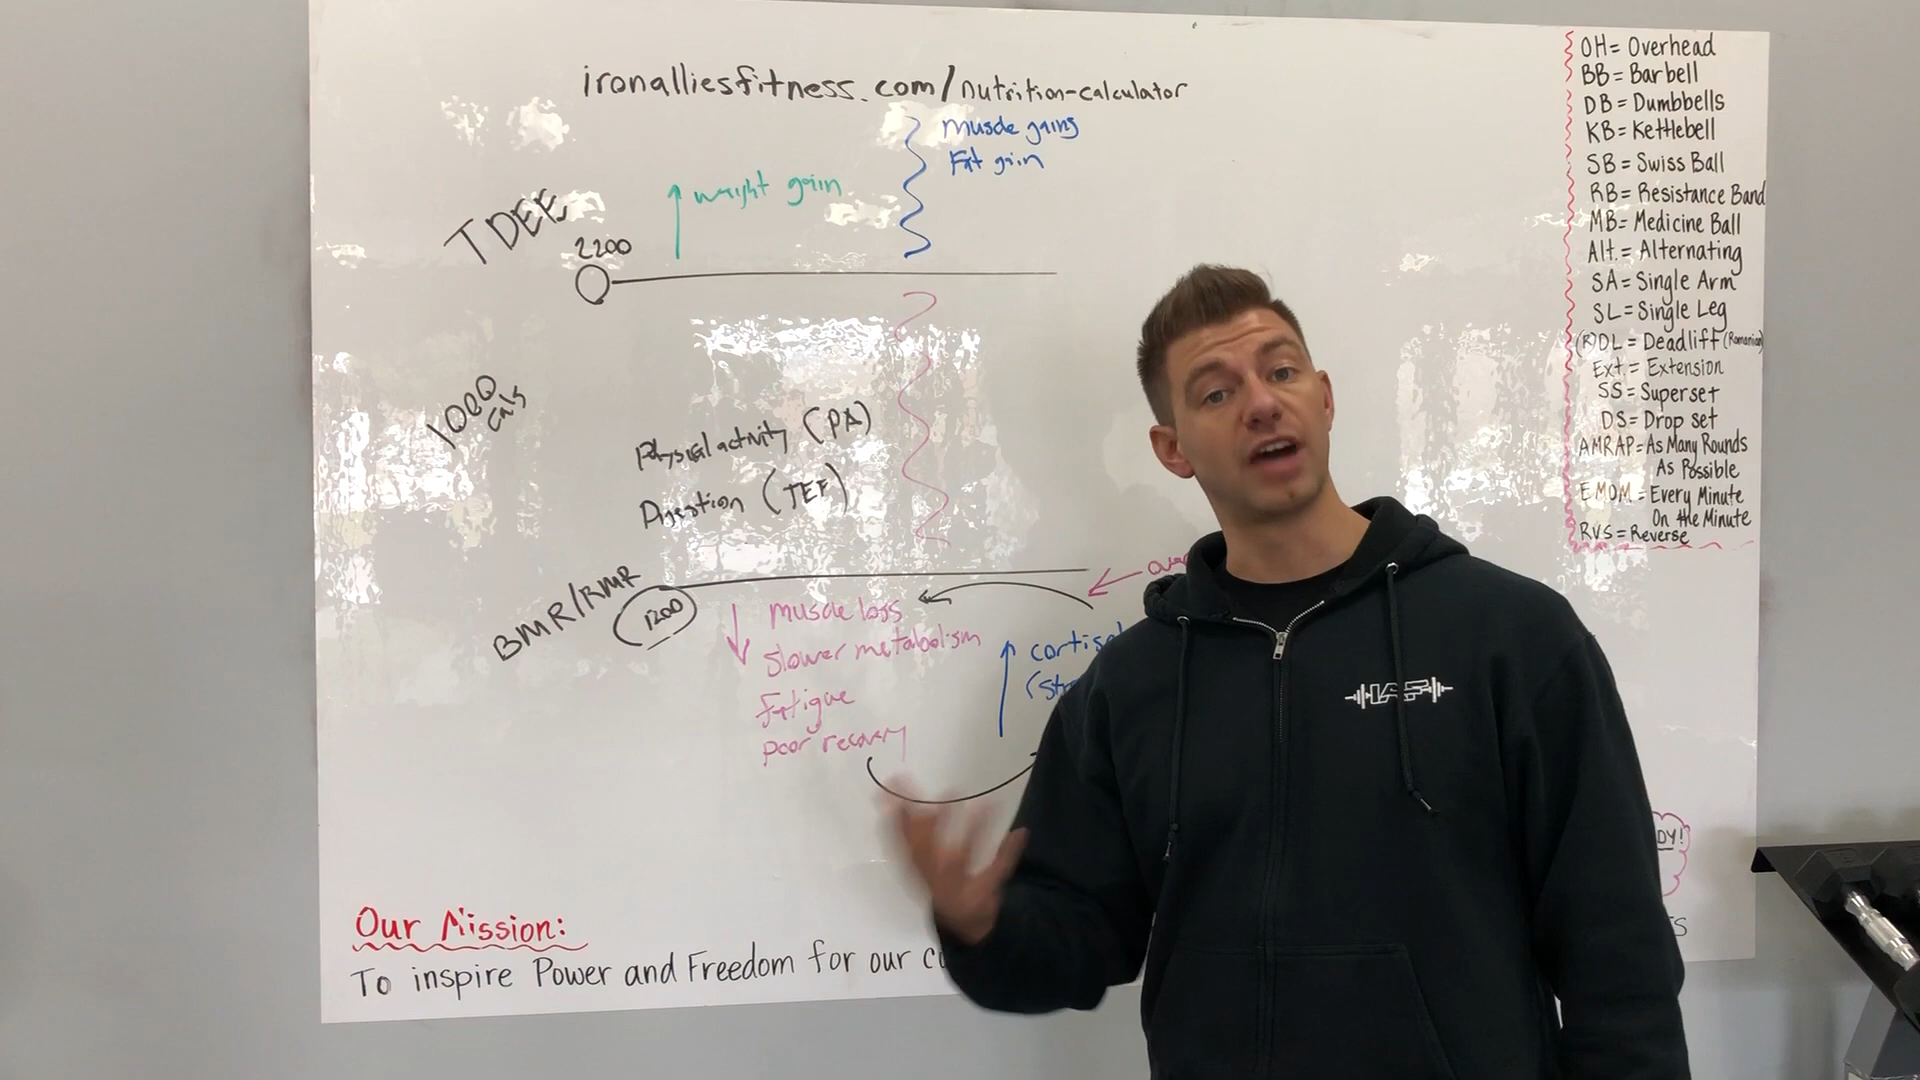 ironalliesfitness.com/nutrition-calculator
muscle gains
Fat gain
weight gain
TDEE
2200
1000
cals
Physical activity (PA)
Digestion (TEF)
BMR/RMR
1200
muscle loss
slower metabolism
fatigue
poor recovery
cortisol
Our Mission:
To inspire Power and Freedom for our
OH= Overhead
BB= Barbell
DB= Dumbbells
KB= Kettlebell
SB= Swiss Ball
RB= Resistance Band
MB= Medicine Ball
Alt.= Alternating
SA= Single Arm
SL= Single Leg
(R)DL= Deadlift (Romanian)
Ext.= Extension
SS= Superset
DS= Drop set
AMRAP= As Many Rounds
As Possible
EMOM= Every Minute
On the Minute
RVS= Reverse
IAF